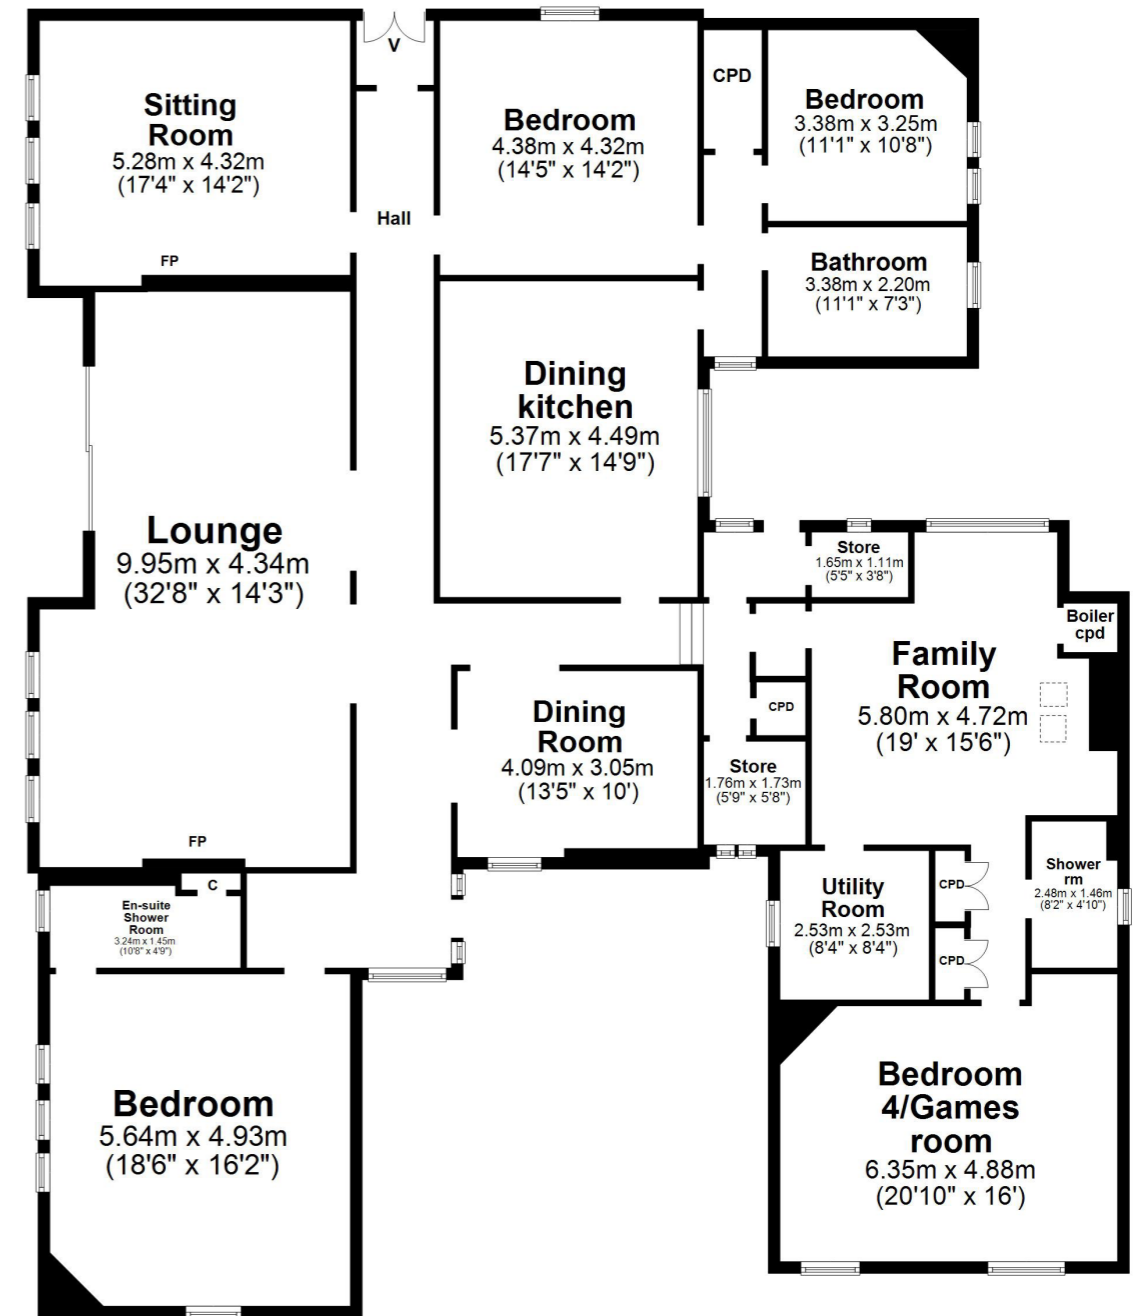 V
Sitting
Room
5.28m x 4.32m
(17'4" x 14'2")
FP
Hall
Bedroom
4.38m x 4.32m
(14'5" x 14'2")
CPD
Bedroom
3.38m x 3.25m
(11'1" x 10'8")
Bathroom
3.38m x 2.20m
(11'1" x 7'3")
Dining
kitchen
5.37m x 4.49m
(17'7" x 14'9")
Lounge
9.95m x 4.34m
(32'8" x 14'3")
FP
Store
1.65m x 1.11m
(5'5" x 3'8")
Boiler
cpd
Family
Room
5.80m x 4.72m
(19' x 15'6")
CPD
Dining
Room
4.09m x 3.05m
(13'5" x 10')
Store
1.76m x 1.73m
(5'9" x 5'8")
C
En-suite
Shower
Room
3.24m x 1.45m
(10'8" x 4'9")
Utility
Room
2.53m x 2.53m
(8'4" x 8'4")
CPD
CPD
Shower
rm
2.48m x 1.46m
(8'2" x 4'10")
Bedroom
5.64m x 4.93m
(18'6" x 16'2")
Bedroom
4/Games
room
6.35m x 4.88m
(20'10" x 16')